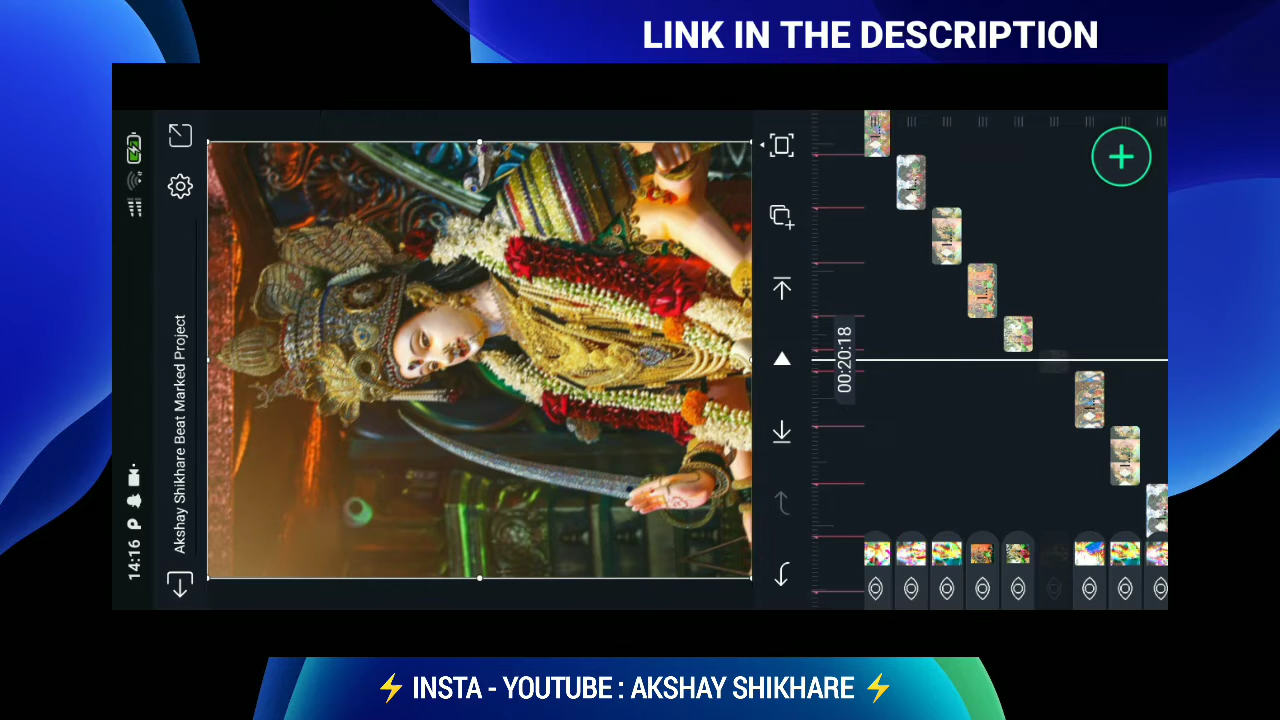 LINK IN THE DESCRIPTION
14:16
Akshay Shikhare Beat Marked Project
00:20:18
⚡ INSTA - YOUTUBE : AKSHAY SHIKHARE ⚡